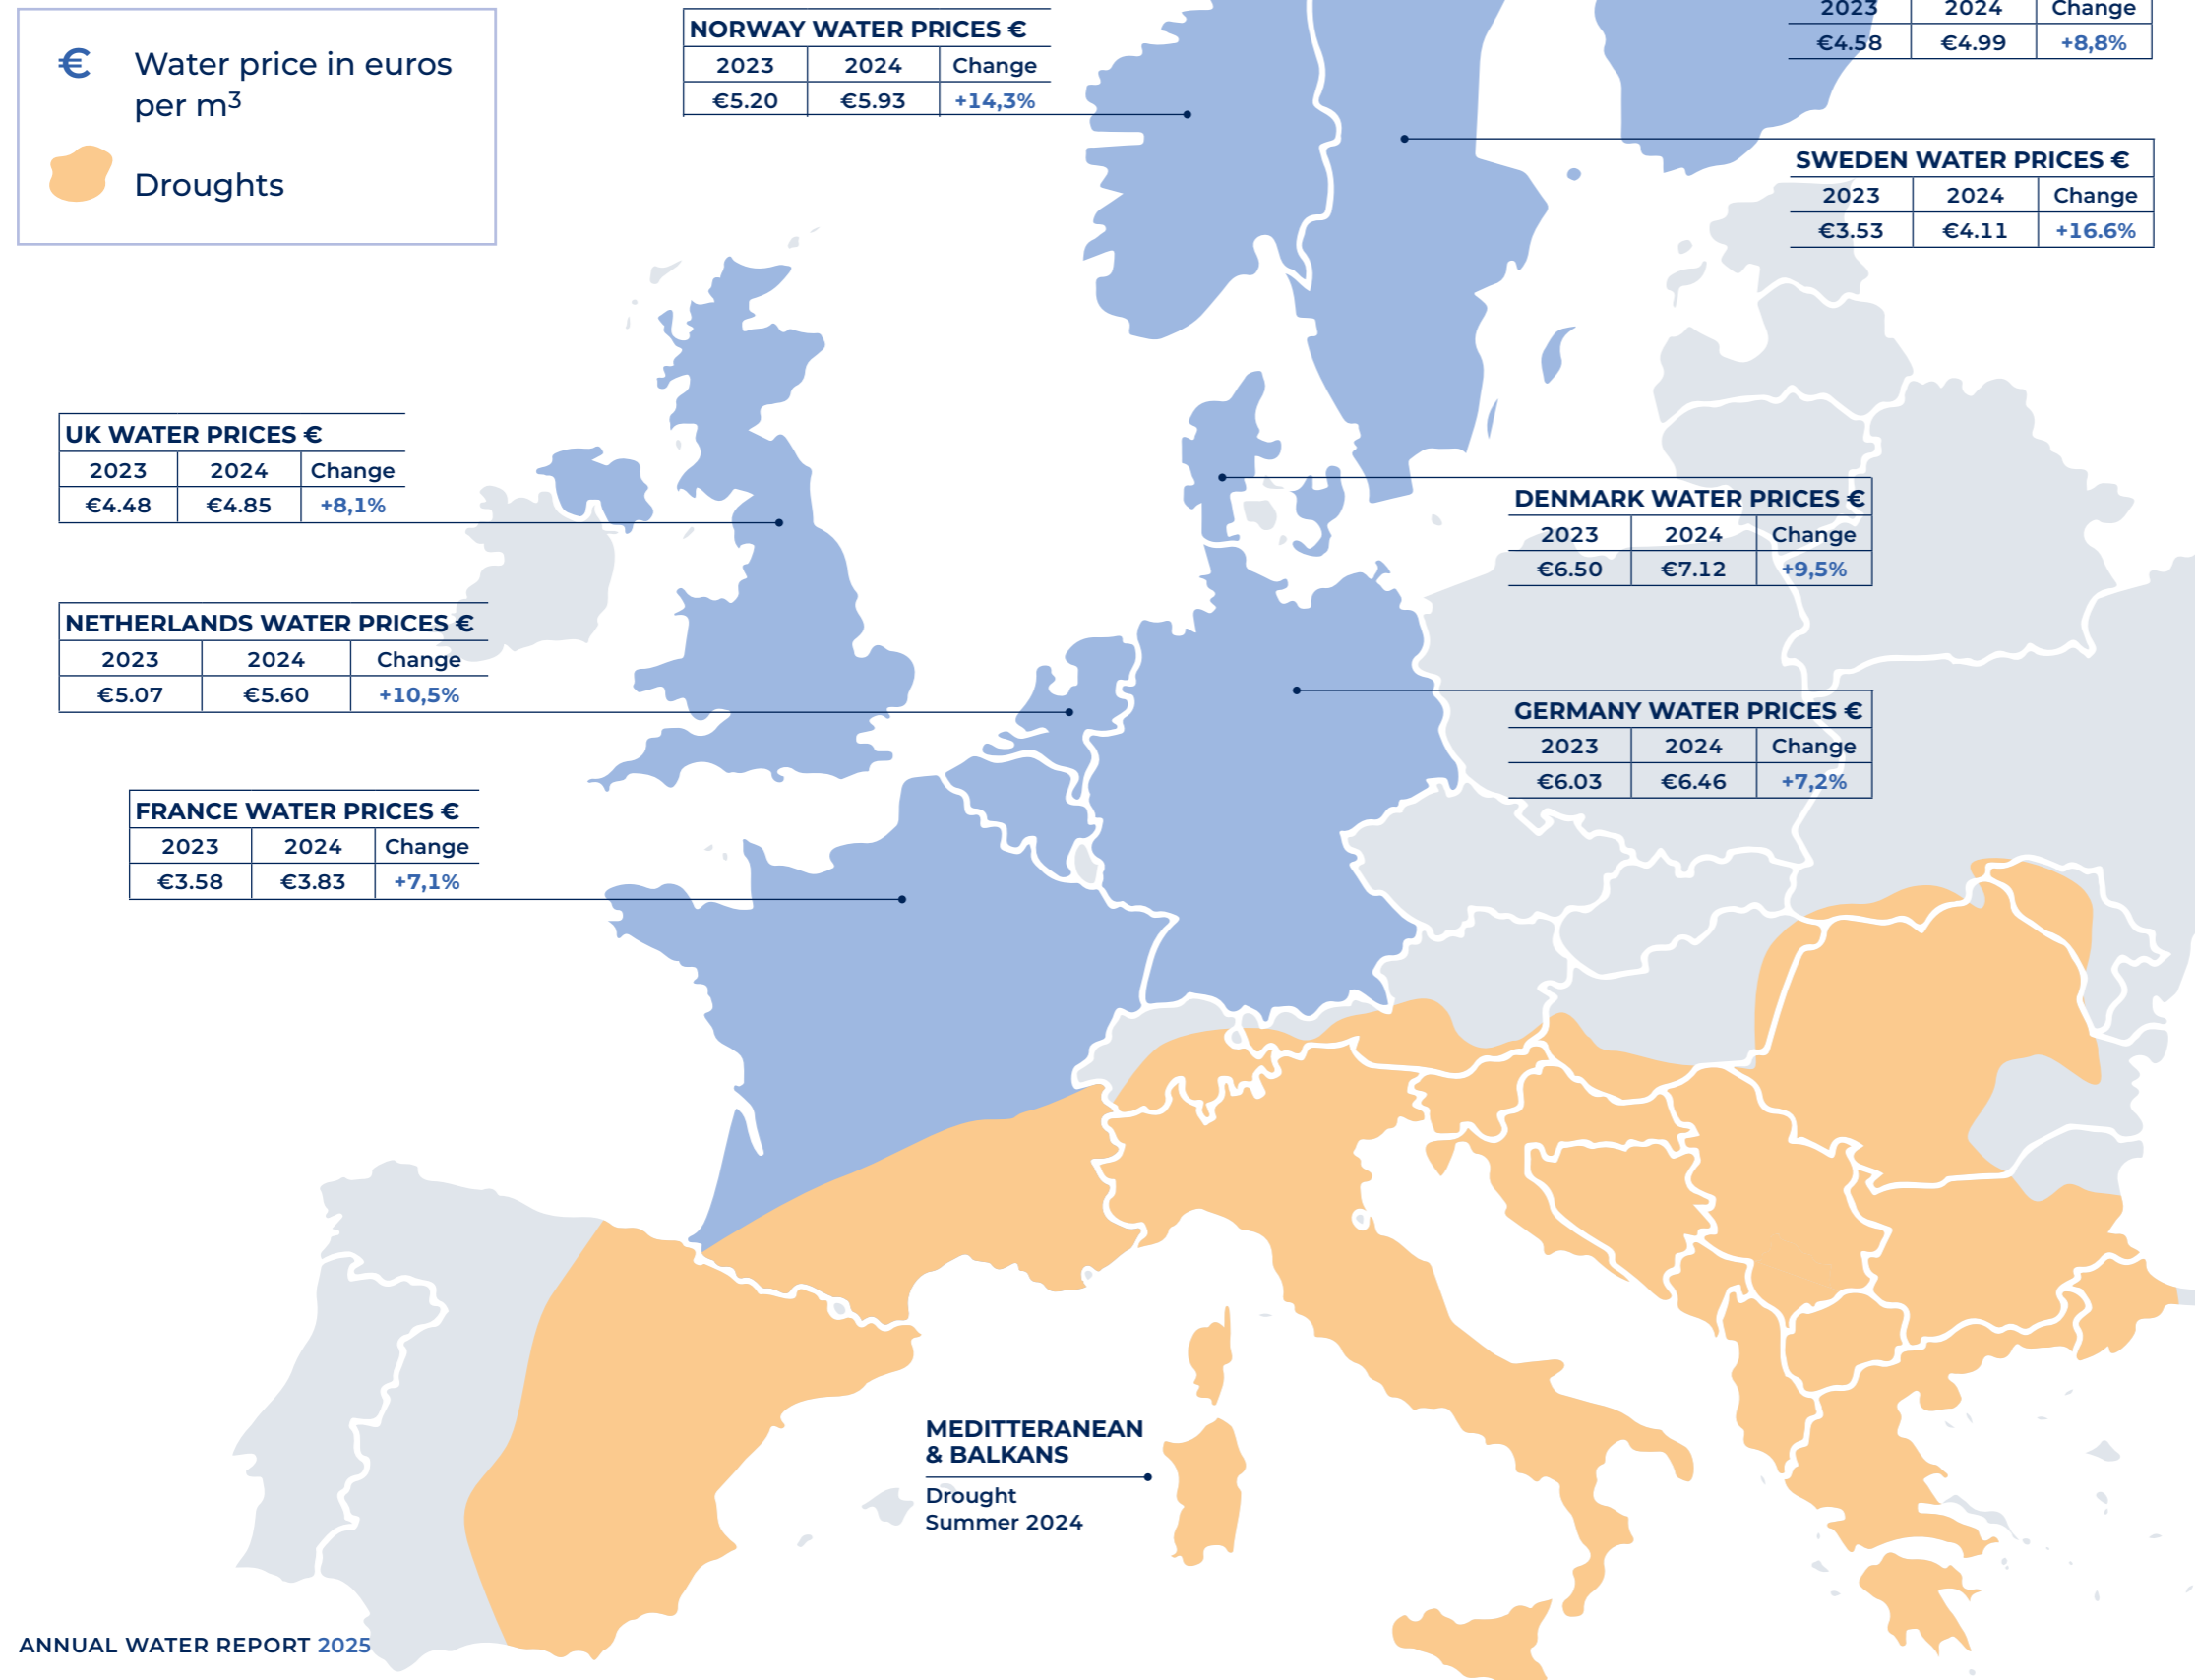 € Water price in euros
per m³
Droughts
NORWAY WATER PRICES €
2023 2024 Change
€5.20 €5.93 +14,3%
2023 2024 Change
€4.58 €4.99 +8,8%
SWEDEN WATER PRICES €
2023 2024 Change
€3.53 €4.11 +16.6%
UK WATER PRICES €
2023 2024 Change
€4.48 €4.85 +8,1%
DENMARK WATER PRICES €
2023 2024 Change
€6.50 €7.12 +9,5%
NETHERLANDS WATER PRICES €
2023 2024 Change
€5.07 €5.60 +10,5%
GERMANY WATER PRICES €
2023 2024 Change
€6.03 €6.46 +7,2%
FRANCE WATER PRICES €
2023 2024 Change
€3.58 €3.83 +7,1%
MEDITTERANEAN
& BALKANS
Drought
Summer 2024
ANNUAL WATER REPORT 2025